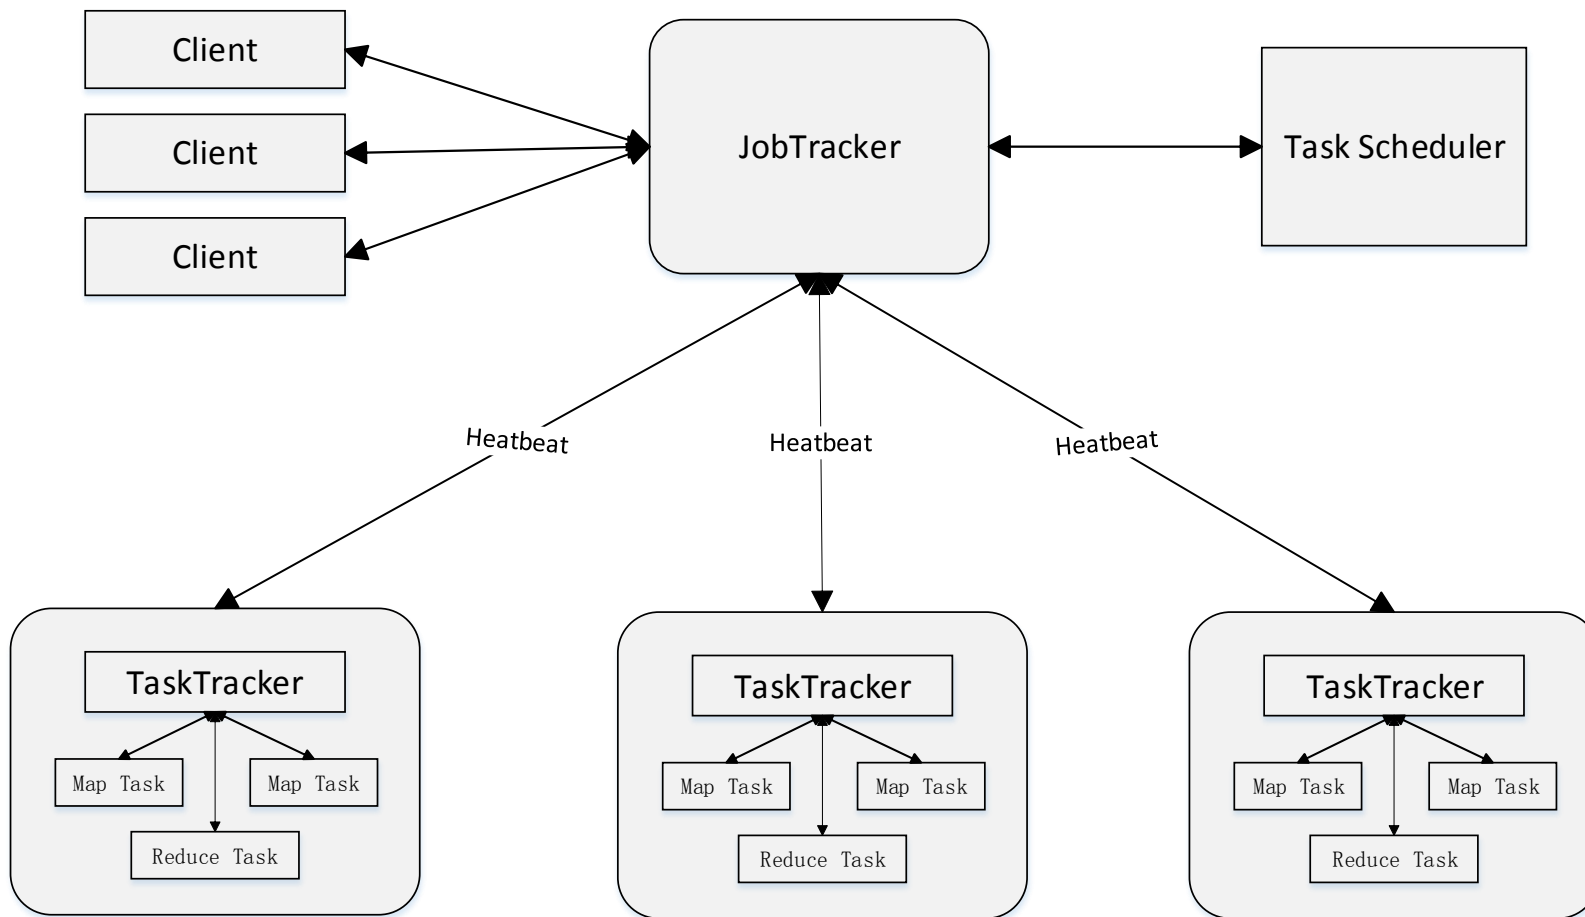 Client
Client
Client
JobTracker
Task Scheduler
Heatbeat
Heatbeat
Heatbeat
TaskTracker
Map Task
Map Task
Reduce Task
TaskTracker
Map Task
Map Task
Reduce Task
TaskTracker
Map Task
Map Task
Reduce Task